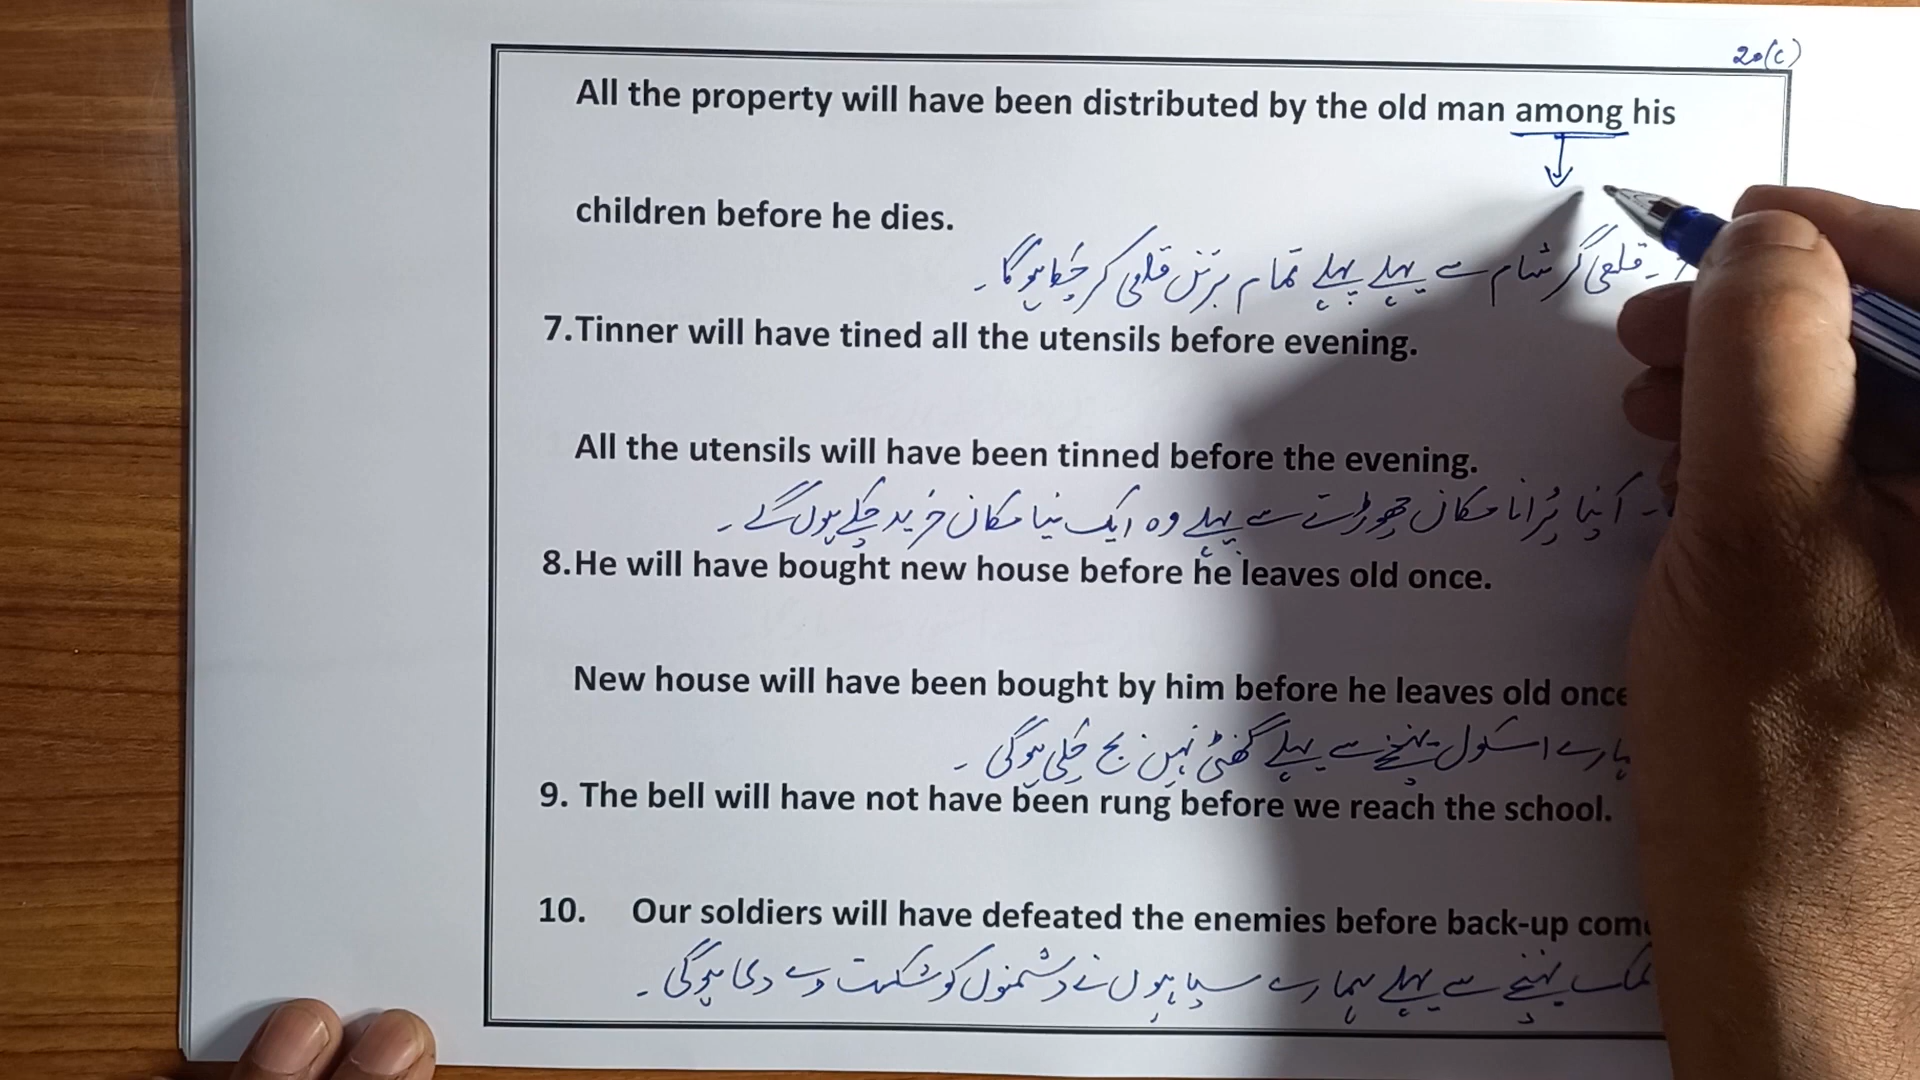 20(c)
All the property will have been distributed by the old man among his
children before he dies.
۔ قلعی گر شام سے پہلے پہلے تمام برتن قلعی کر چکا ہوگا۔
7.Tinner will have tined all the utensils before evening.
All the utensils will have been tinned before the evening.
۔ اپنا پُرانا مکان چھوڑنے سے پہلے وہ ایک نیا مکان خرید چکے ہوں گے۔
8.He will have bought new house before he leaves old once.
New house will have been bought by him before he leaves old once
ہمارے اسکول پہنچنے سے پہلے گھنٹی نہیں بج چکی ہوگی۔
9. The bell will have not have been rung before we reach the school.
10. Our soldiers will have defeated the enemies before back-up
پہنچنے سے پہلے ہمارے سپاہیوں نے دشمنوں کو شکست دے دی ہوگی۔